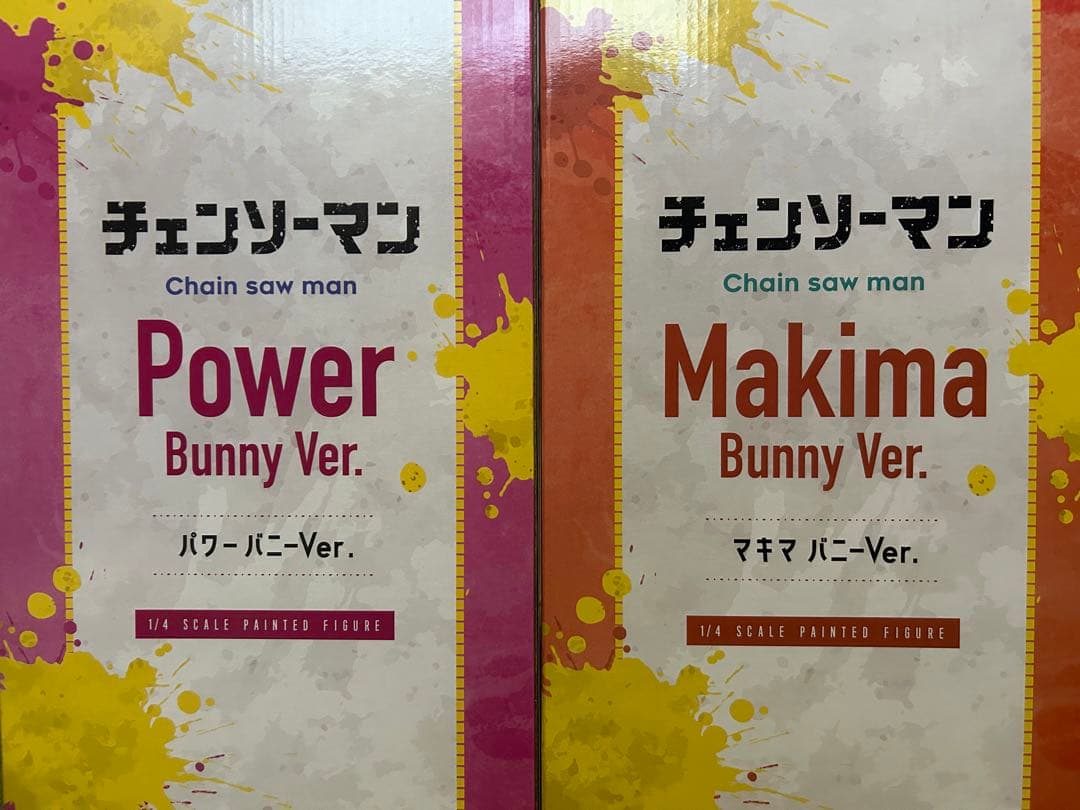 チェンソーマン
Chain saw man
Power
Bunny Ver.
パワー バニーVer.
1/4 SCALE PAINTED FIGURE
チェンソーマン
Chain saw man
Makima
Bunny Ver.
マキマ バニーVer.
1/4 SCALE PAINTED FIGURE